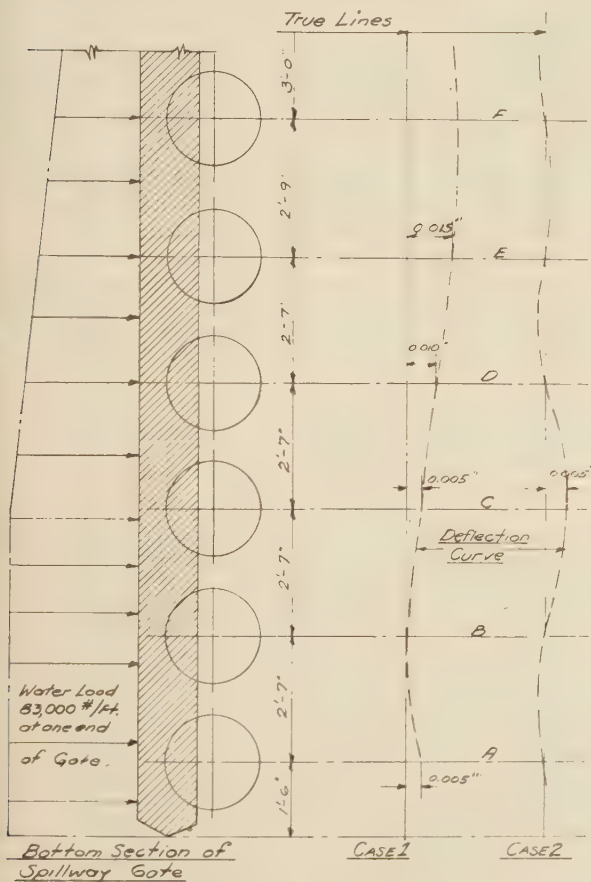 True Lines
3'-0"
F
2'-9"
0.015"
E
2'-7"
0.010"
D
2'-7"
0.005"
0.005"
C
Deflection
Curve
2'-7"
B
Water Load
83,000 #/ft.
at one end
of Gate.
2'-7"
A
0.005"
1'-6"
Bottom Section of
Spillway Gate
CASE 1
CASE 2